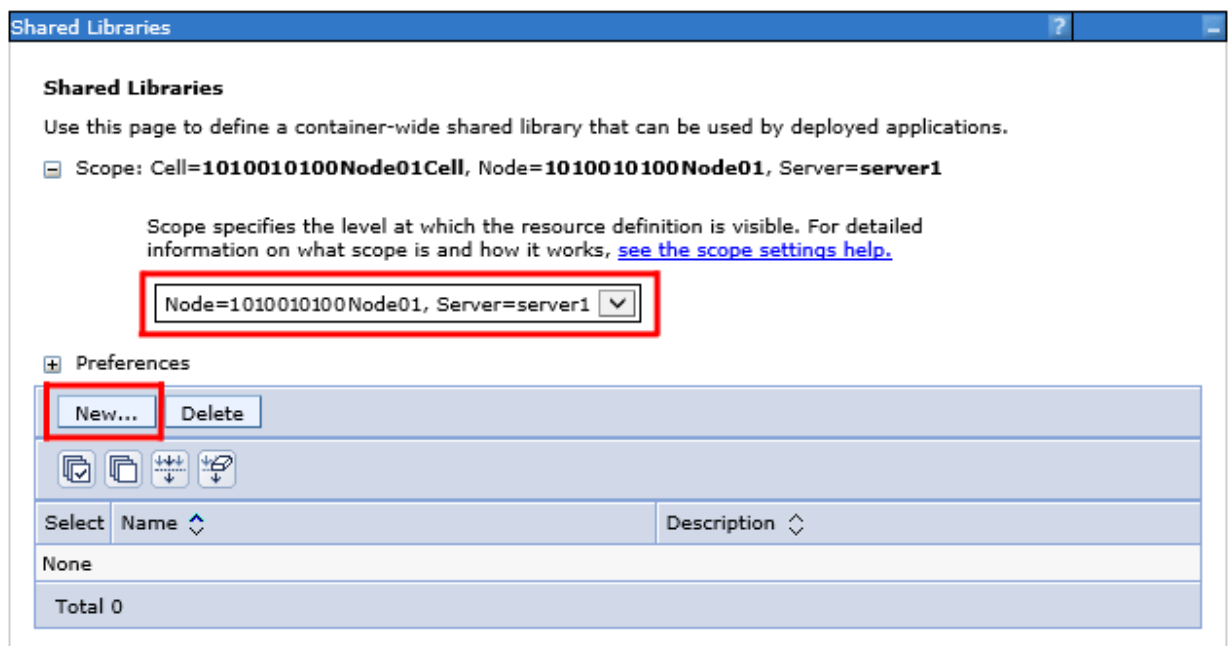 Shared Libraries
?
Shared Libraries
Use this page to define a container-wide shared library that can be used by deployed applications.
Scope: Cell=1010010100Node01Cell, Node=1010010100Node01, Server=server1
Scope specifies the level at which the resource definition is visible. For detailed
information on what scope is and how it works, see the scope settings help.
Node=1010010100Node01, Server=server1
Preferences
New... Delete
Select Name Description
None
Total 0